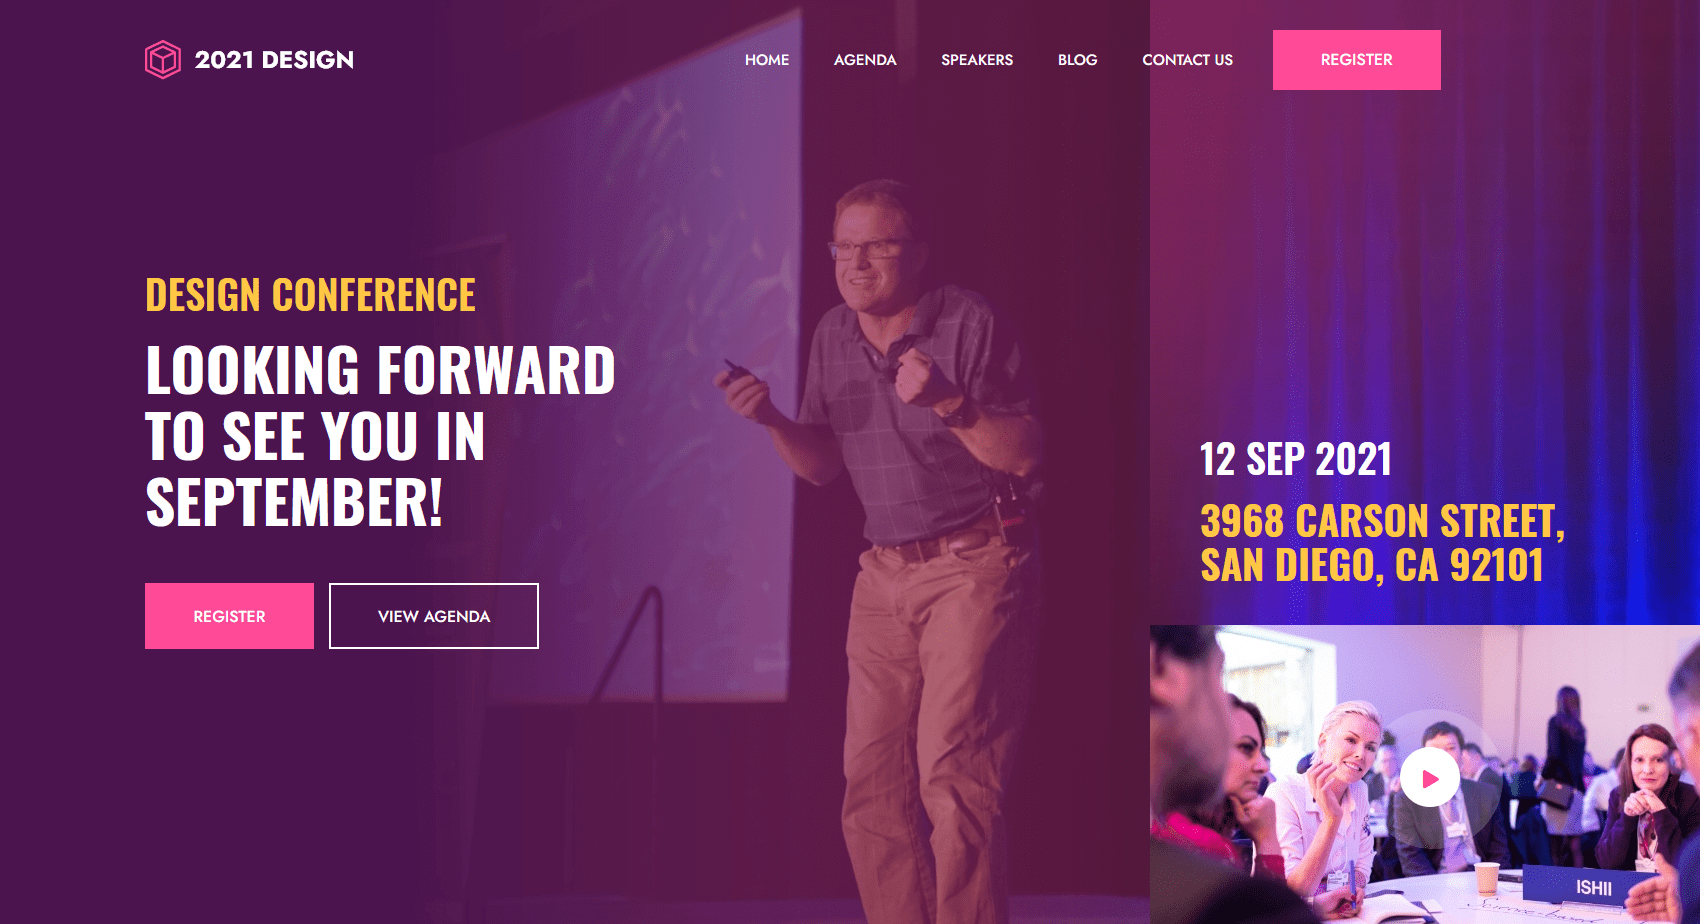 2021 DESIGN
HOME
AGENDA
SPEAKERS
BLOG
CONTACT US
REGISTER
DESIGN CONFERENCE
LOOKING FORWARD
TO SEE YOU IN
SEPTEMBER!
REGISTER
VIEW AGENDA
12 SEP 2021
3968 CARSON STREET,
SAN DIEGO, CA 92101
ISHII